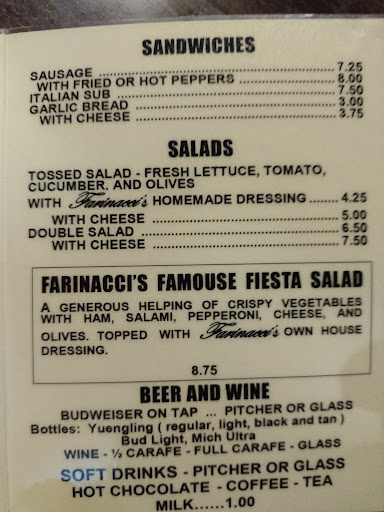 SANDWICHES
SAUSAGE ........ 7.25
WITH FRIED OR HOT PEPPERS ........ 8.00
ITALIAN SUB ........ 7.50
GARLIC BREAD ........ 3.00
WITH CHEESE ........ 3.75
SALADS
TOSSED SALAD - FRESH LETTUCE, TOMATO,
CUCUMBER. AND OLIVES
WITH Farinacci's HOMEMADE DRESSING ........ 4.25
WITH CHEESE ........ 5.00
DOUBLE SALAD ........ 6.50
WITH CHEESE ........ 7.50
FARINACCI'S FAMOUSE FIESTA SALAD
A GENEROUS HELPING OF CRISPY VEGETABLES
WITH HAM, SALAMI, PEPPERONI, CHEESE, AND
OLIVES. TOPPED WITH Farinacci's OWN HOUSE
DRESSING.
8.75
BEER AND WINE
BUDWEISER ON TAP ... PITCHER OR GLASS
Bottles: Yuengling ( regular, light, black and tan )
Bud Light, Mich Ultra
WINE - ½ CARAFE - FULL CARAFE - GLASS
SOFT DRINKS - PITCHER OR GLASS
HOT CHOCOLATE - COFFEE - TEA
MILK......1.00